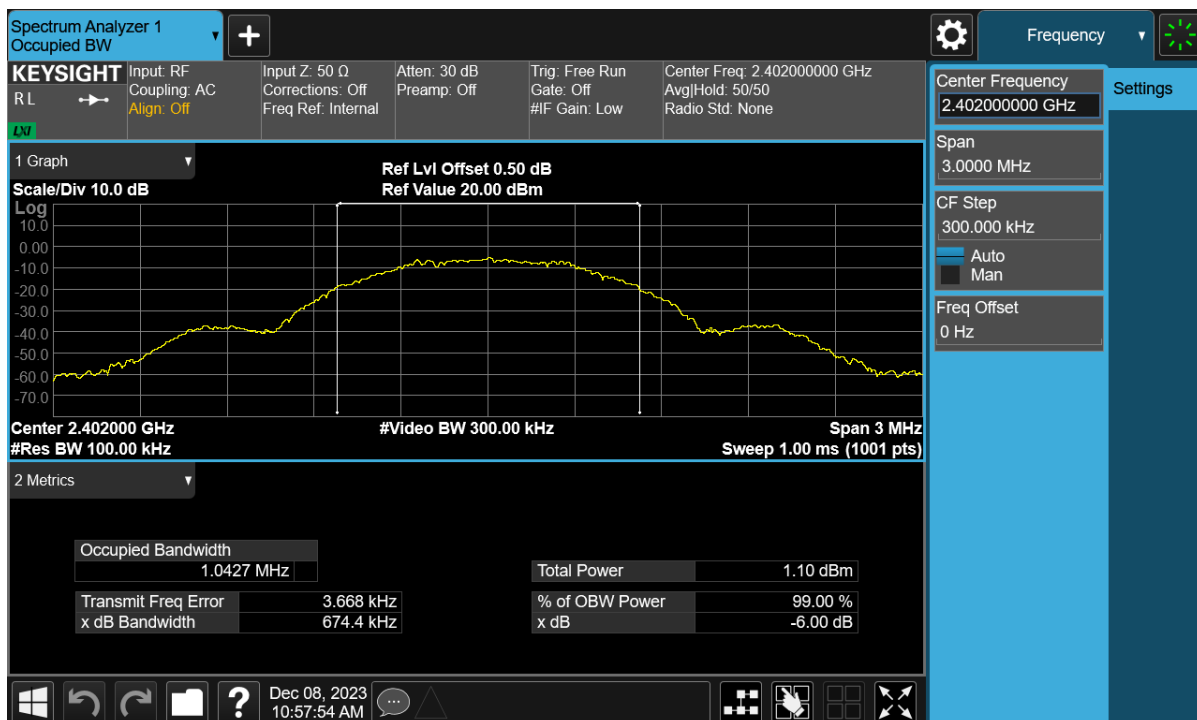 Spectrum Analyzer 1
Occupied BW
Frequency
KEYSIGHT
R L
LXI
Input: RF
Coupling: AC
Align: Off
Input Z: 50 Ω
Corrections: Off
Freq Ref: Internal
Atten: 30 dB
Preamp: Off
Trig: Free Run
Gate: Off
#IF Gain: Low
Center Freq: 2.402000000 GHz
Avg|Hold: 50/50
Radio Std: None
Center Frequency
2.402000000 GHz
Settings
Span
3.0000 MHz
CF Step
300.000 kHz
Auto
Man
Freq Offset
0 Hz
1 Graph
Scale/Div 10.0 dB
Ref Lvl Offset 0.50 dB
Ref Value 20.00 dBm
Log
10.0
0.00
-10.0
-20.0
-30.0
-40.0
-50.0
-60.0
-70.0
Center 2.402000 GHz
#Video BW 300.00 kHz
Span 3 MHz
#Res BW 100.00 kHz
Sweep 1.00 ms (1001 pts)
2 Metrics
Occupied Bandwidth
1.0427 MHz
Total Power 1.10 dBm
Transmit Freq Error 3.668 kHz
% of OBW Power 99.00 %
x dB Bandwidth 674.4 kHz
x dB -6.00 dB
?
Dec 08, 2023
10:57:54 AM